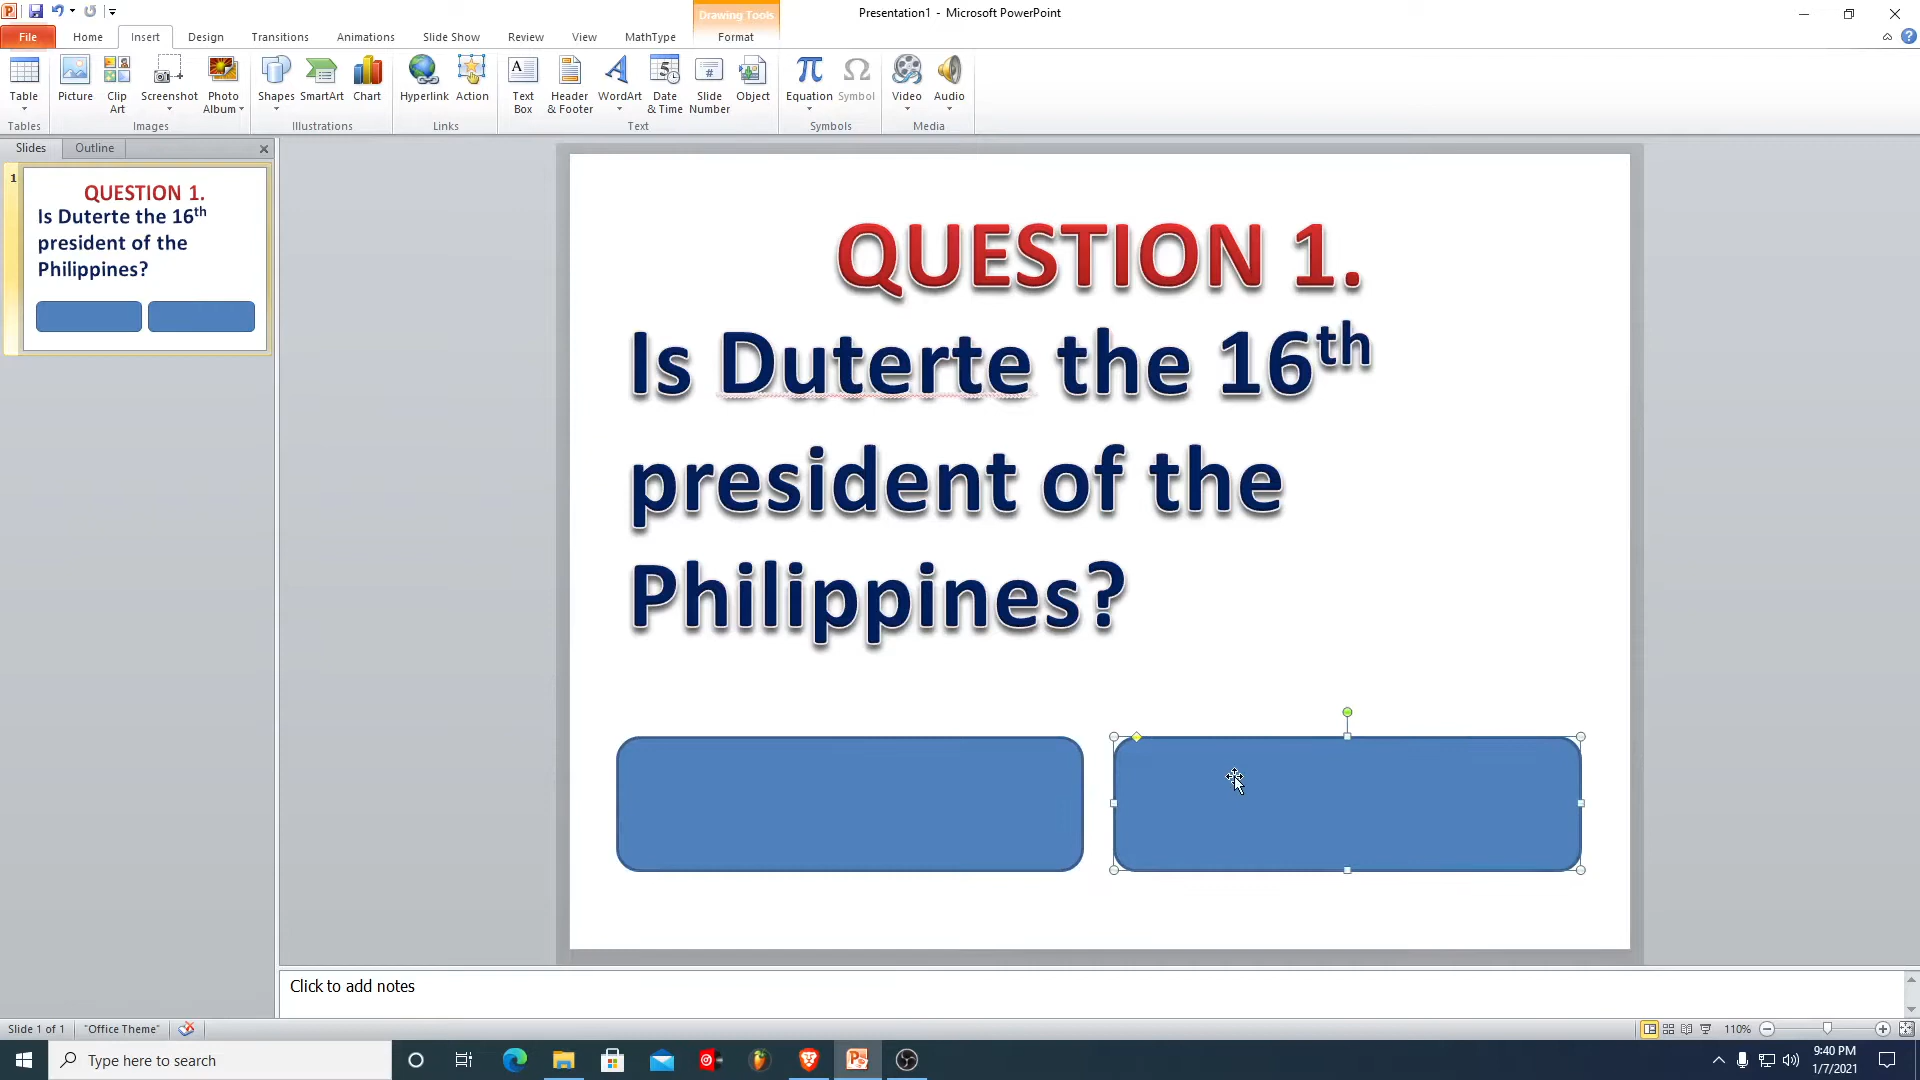 Presentation1 - Microsoft PowerPoint
Drawing Tools
File Home Insert Design Transitions Animations Slide Show Review View MathType Format
Table Picture Clip Art Screenshot Photo Album Shapes SmartArt Chart Hyperlink Action Text Box Header & Footer WordArt Date & Time Slide Number Object Equation Symbol Video Audio
Tables Images Illustrations Links Text Symbols Media
Slides Outline
1
QUESTION 1.
Is Duterte the 16th
president of the
Philippines?
QUESTION 1.
Is Duterte the 16th
president of the
Philippines?
Click to add notes
Slide 1 of 1 "Office Theme" 110%
Type here to search
9:40 PM
1/7/2021